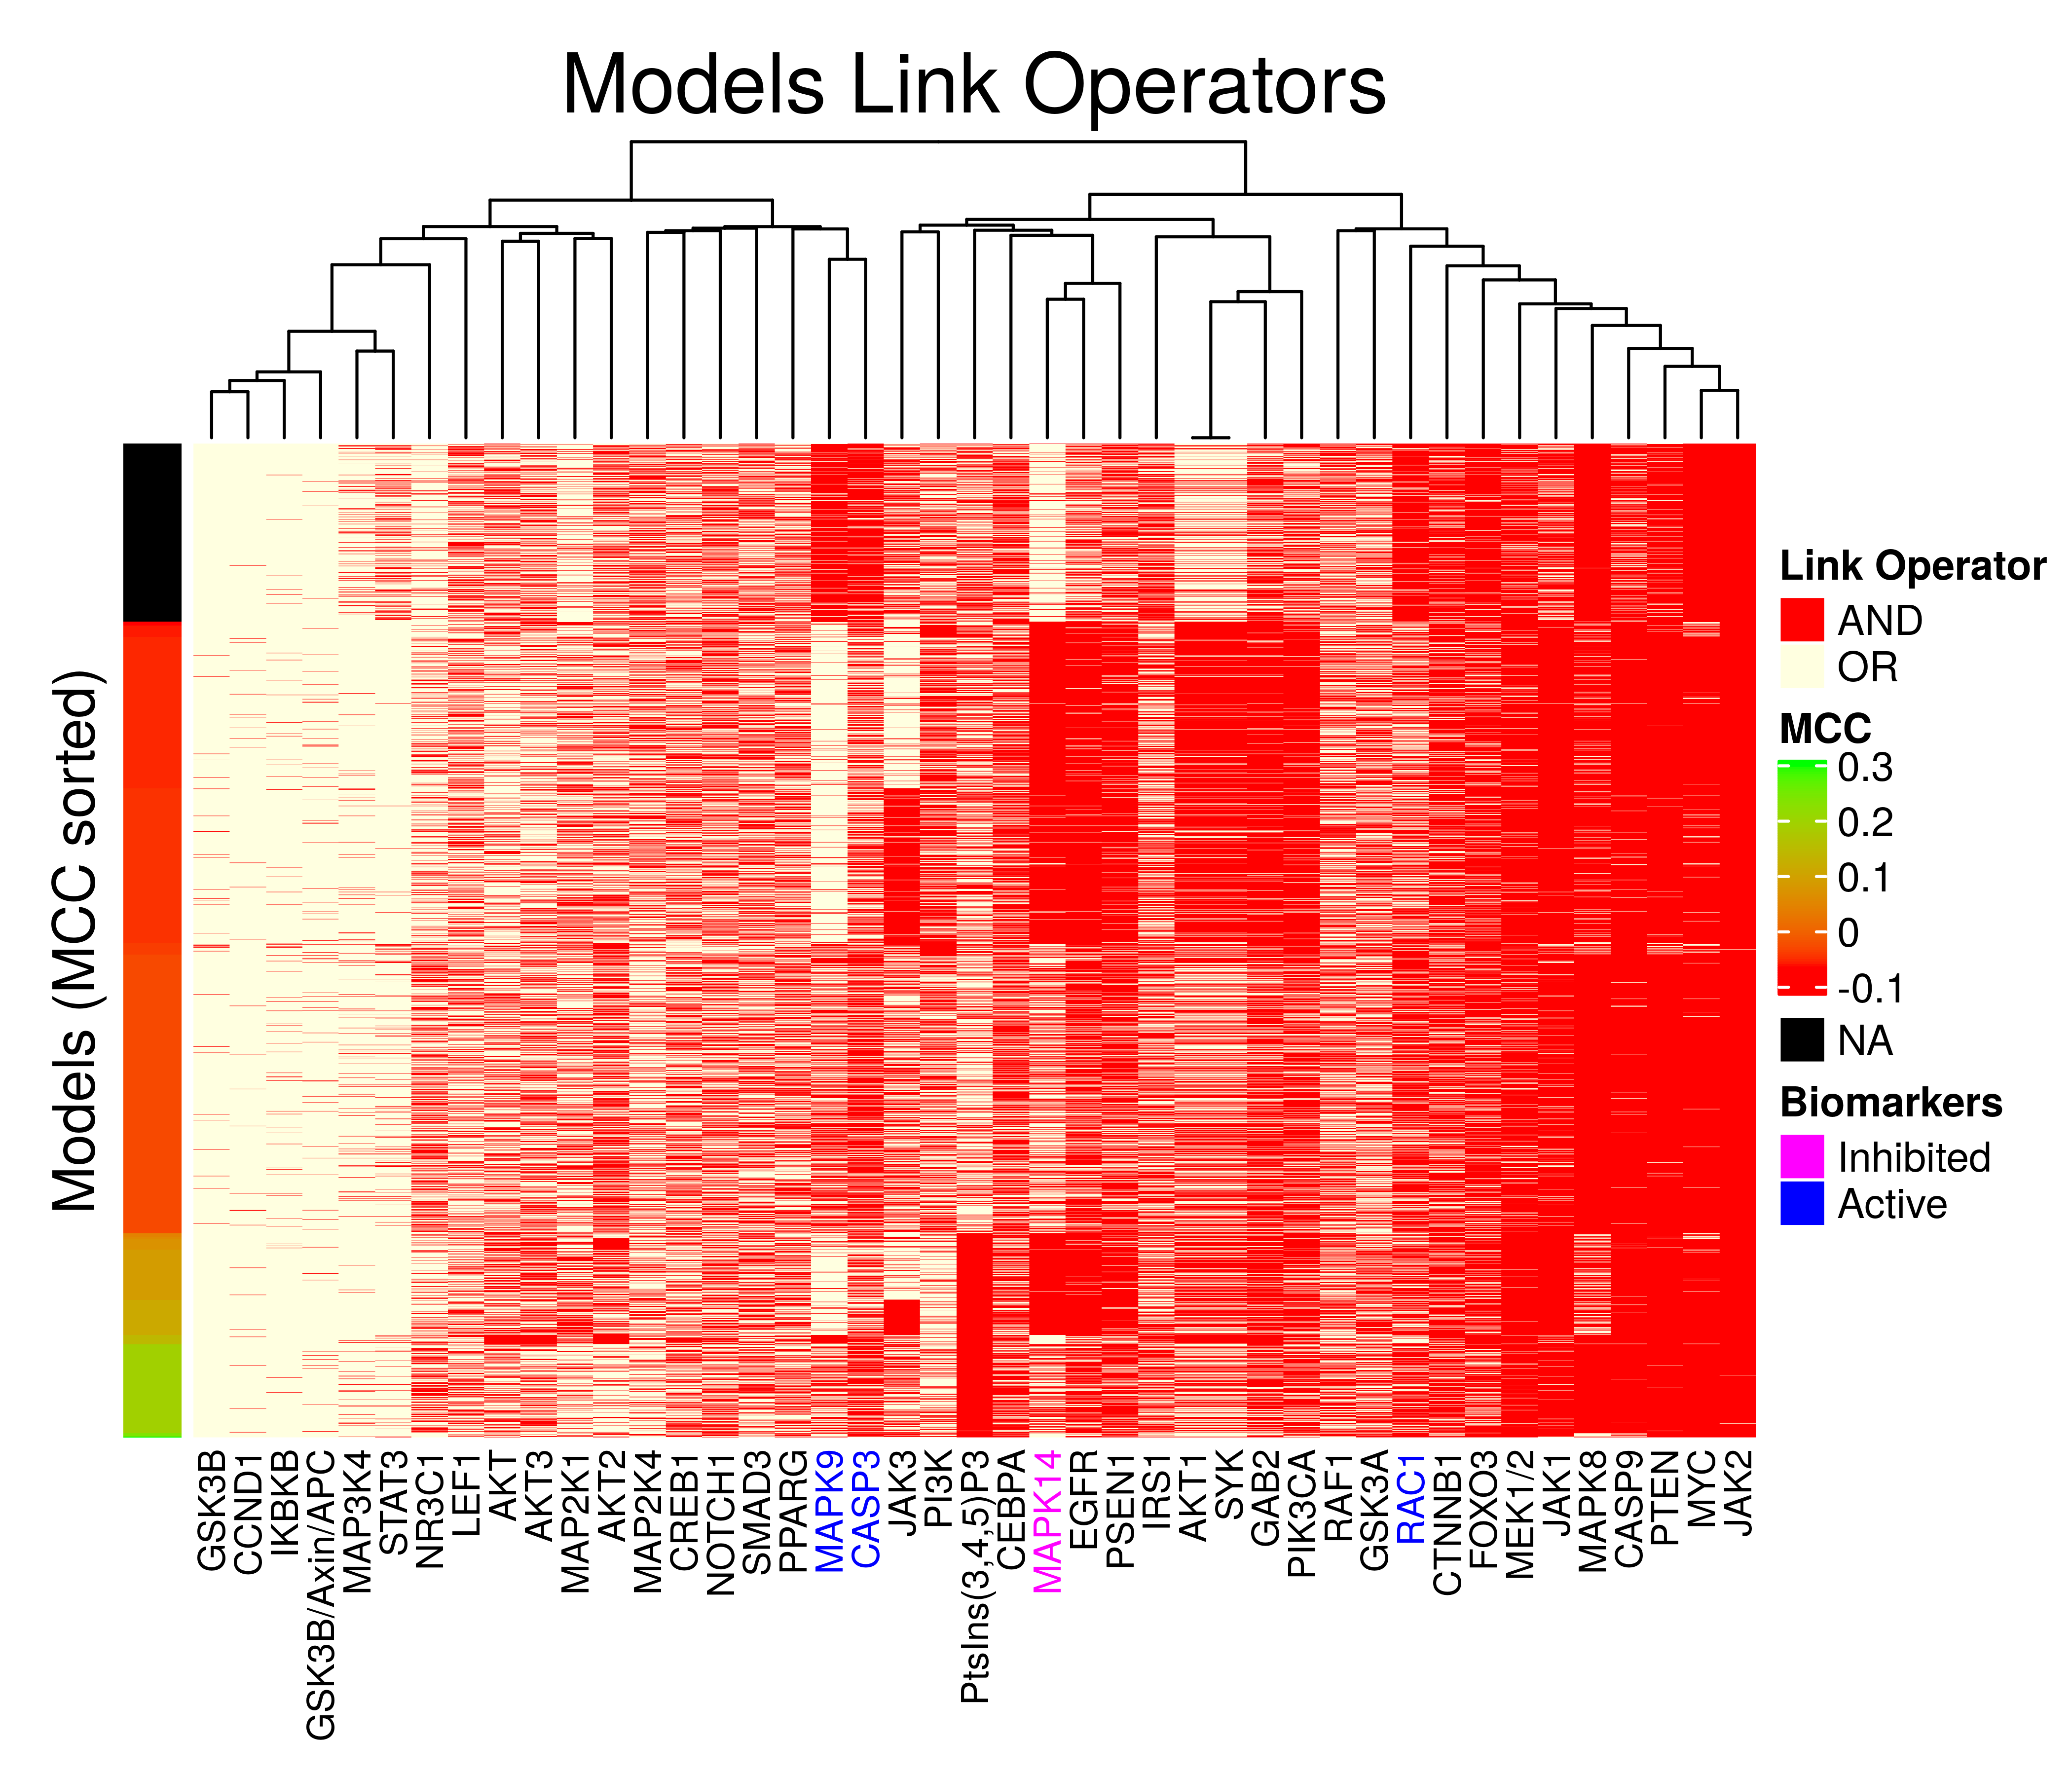 Models Link Operators
Models (MCC sorted)
Link Operator
AND
OR
MCC
0.3
0.2
0.1
0
-0.1
NA
Biomarkers
Inhibited
Active
GSK3B
CCND1
IKBKB
GSK3B/Axin/APC
MAP3K4
STAT3
NR3C1
LEF1
AKT
AKT3
MAP2K1
AKT2
MAP2K4
CREB1
NOTCH1
SMAD3
PPARG
MAPK9
CASP3
JAK3
PI3K
PtsIns(3,4,5)P3
CEBPA
MAPK14
EGFR
PSEN1
IRS1
AKT1
SYK
GAB2
PIK3CA
RAF1
GSK3A
RAC1
CTNNB1
FOXO3
MEK1/2
JAK1
MAPK8
CASP9
PTEN
MYC
JAK2